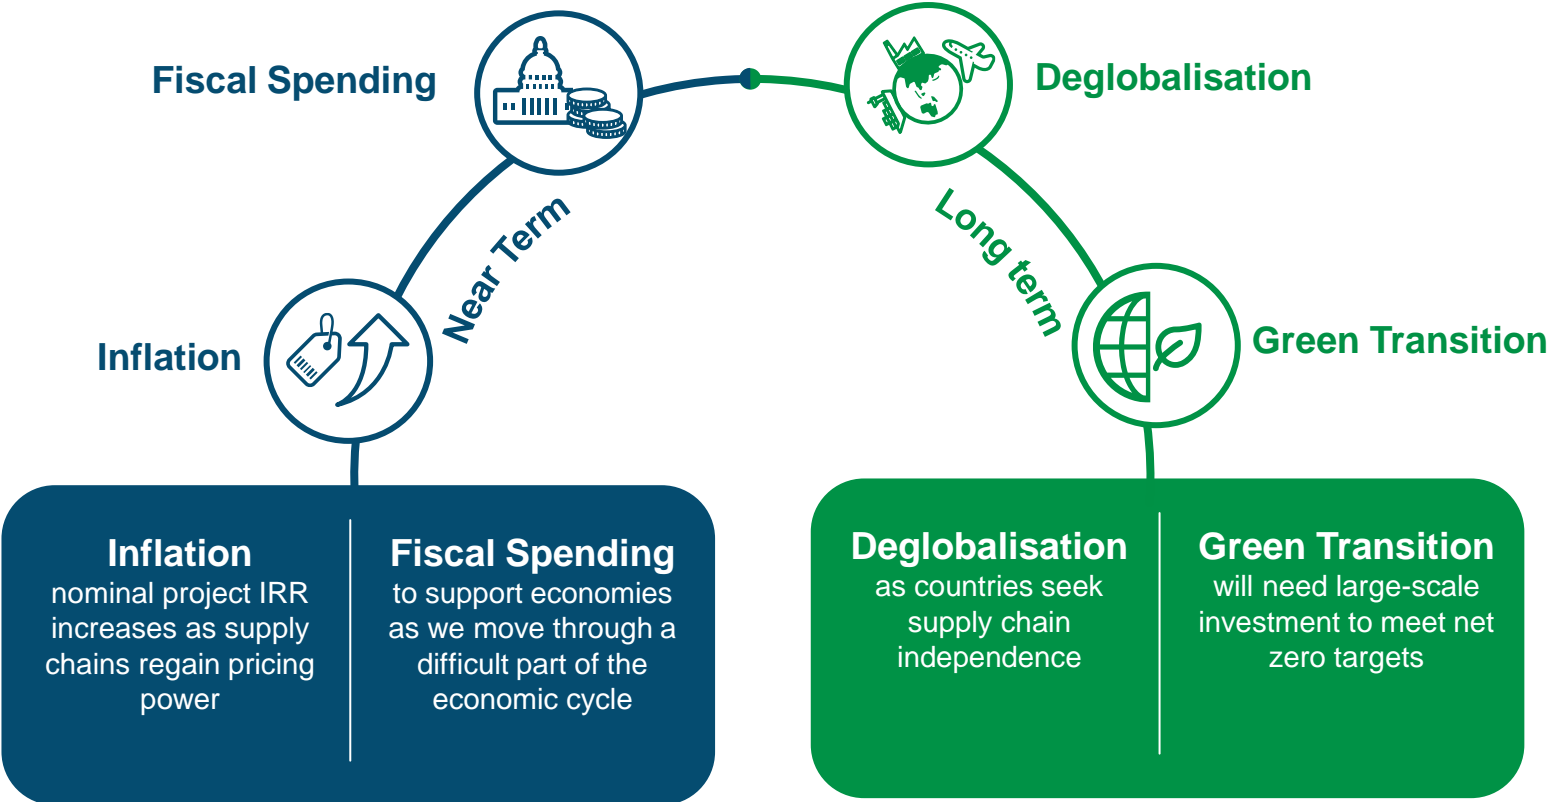 Fiscal Spending
Deglobalisation
Near Term
Long term
Inflation
Green Transition
Inflation
nominal project IRR
increases as supply
chains regain pricing
power
Fiscal Spending
to support economies
as we move through a
difficult part of the
economic cycle
Deglobalisation
as countries seek
supply chain
independence
Green Transition
will need large-scale
investment to meet net
zero targets